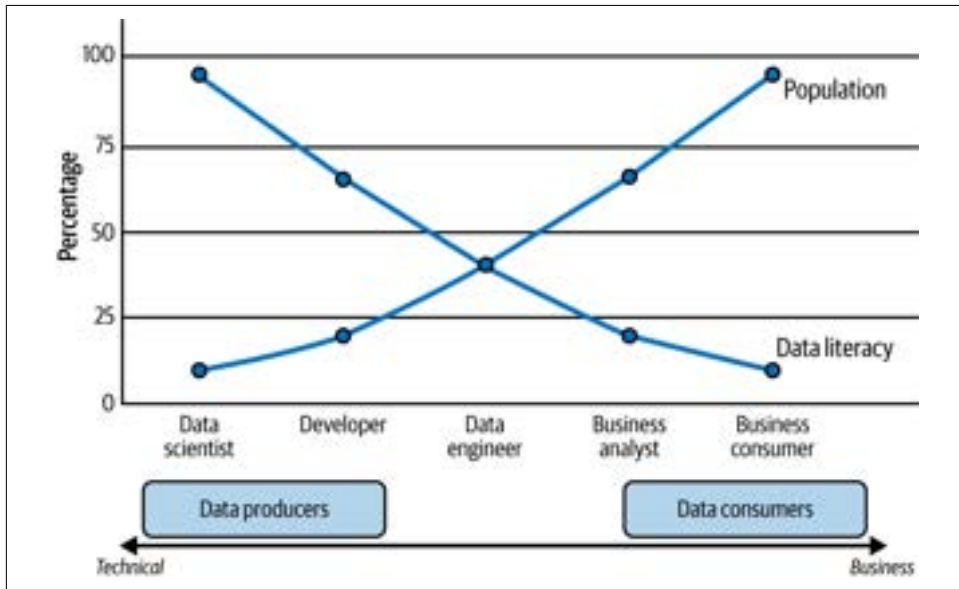 100
Population
75
Percentage
50
25
Data literacy
0
Data
scientist
Developer
Data
engineer
Business
analyst
Business
consumer
Data producers
Data consumers
Technical
Business